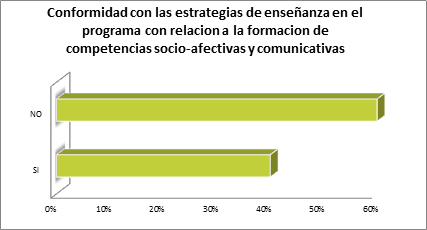 Conformidad con las estrategias de enseñanza en el
programa con relacion a la formacion de
competencias socio-afectivas y comunicativas
NO
SI
0% 10% 20% 30% 40% 50% 60%